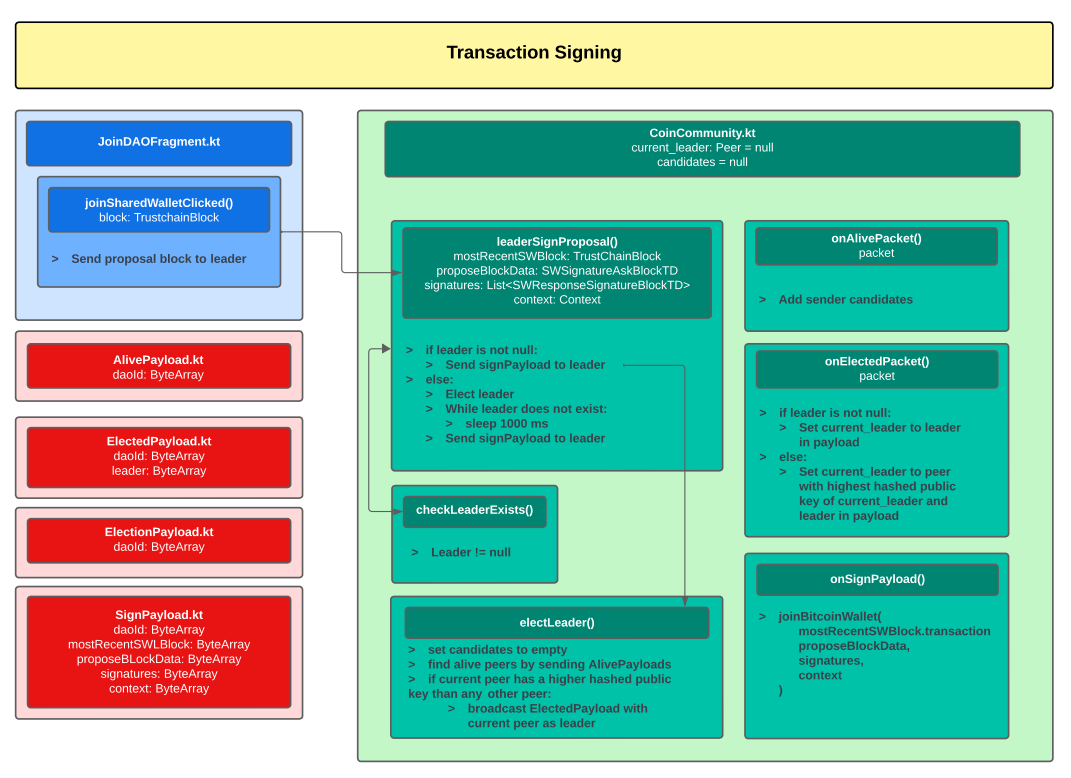 Transaction Signing
JoinDAOFragment.kt
joinSharedWalletClicked()
block: TrustchainBlock
> Send proposal block to leader
AlivePayload.kt
daoId: ByteArray
ElectedPayload.kt
daoId: ByteArray
leader: ByteArray
ElectionPayload.kt
daoId: ByteArray
SignPayload.kt
daoId: ByteArray
mostRecentSWLBlock: ByteArray
proposeBLockData: ByteArray
signatures: ByteArray
context: ByteArray
CoinCommunity.kt
current_leader: Peer = null
candidates = null
leaderSignProposal()
mostRecentSWBlock: TrustChainBlock
proposeBlockData: SWSignatureAskBlockTD
signatures: List<SWResponseSignatureBlockTD>
context: Context
> if leader is not null:
> Send signPayload to leader
> else:
> Elect leader
> While leader does not exist:
> sleep 1000 ms
> Send signPayload to leader
checkLeaderExists()
> Leader != null
electLeader()
> set candidates to empty
> find alive peers by sending AlivePayloads
> if current peer has a higher hashed public
key than any other peer:
> broadcast ElectedPayload with
current peer as leader
onAlivePacket()
packet
> Add sender candidates
onElectedPacket()
packet
> if leader is not null:
> Set current_leader to leader
in payload
> else:
> Set current_leader to peer
with highest hashed public
key of current_leader and
leader in payload
onSignPayload()
> joinBitcoinWallet(
mostRecentSWBlock.transaction
proposeBLockData,
signatures,
context
)